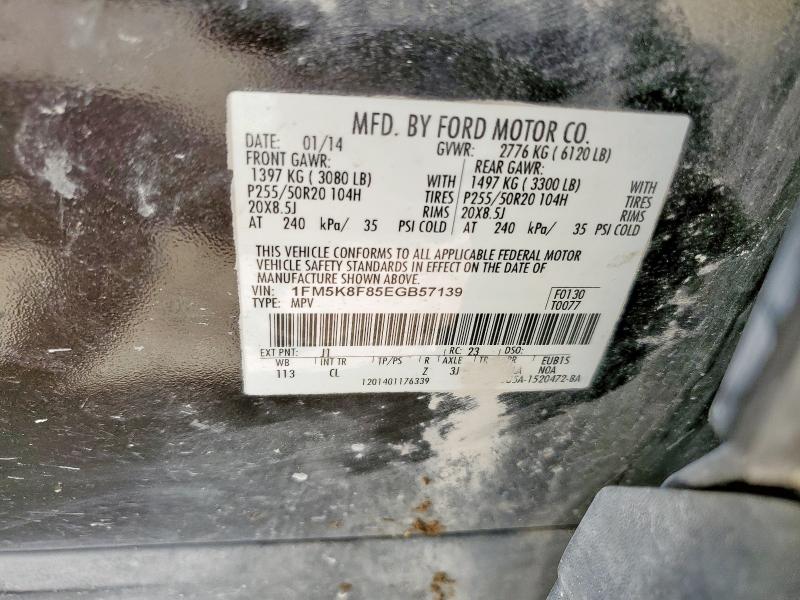 MFD. BY FORD MOTOR CO.
DATE: 01/14 GVWR: 2776 KG ( 6120 LB)
FRONT GAWR: REAR GAWR:
1397 KG ( 3080 LB) WITH 1497 KG ( 3300 LB) WITH
P255/50R20 104H TIRES P255/50R20 104H TIRES
20X8.5J RIMS 20X8.5J RIMS
AT 240 kPa/ 35 PSI COLD AT 240 kPa/ 35 PSI COLD
THIS VEHICLE CONFORMS TO ALL APPLICABLE FEDERAL MOTOR
VEHICLE SAFETY STANDARDS IN EFFECT ON THE DATE OF
MANUFACTURE SHOWN ABOVE.
VIN: 1FM5K8F85EGB57139 F0130
TYPE: MPV T0077
EXT PNT: J1 RC: 23 DSO:
WB INT TR TP/PS R AXLE TR EUB15
113 CL Z 3J NOA
1201401176339 -1520472-BA